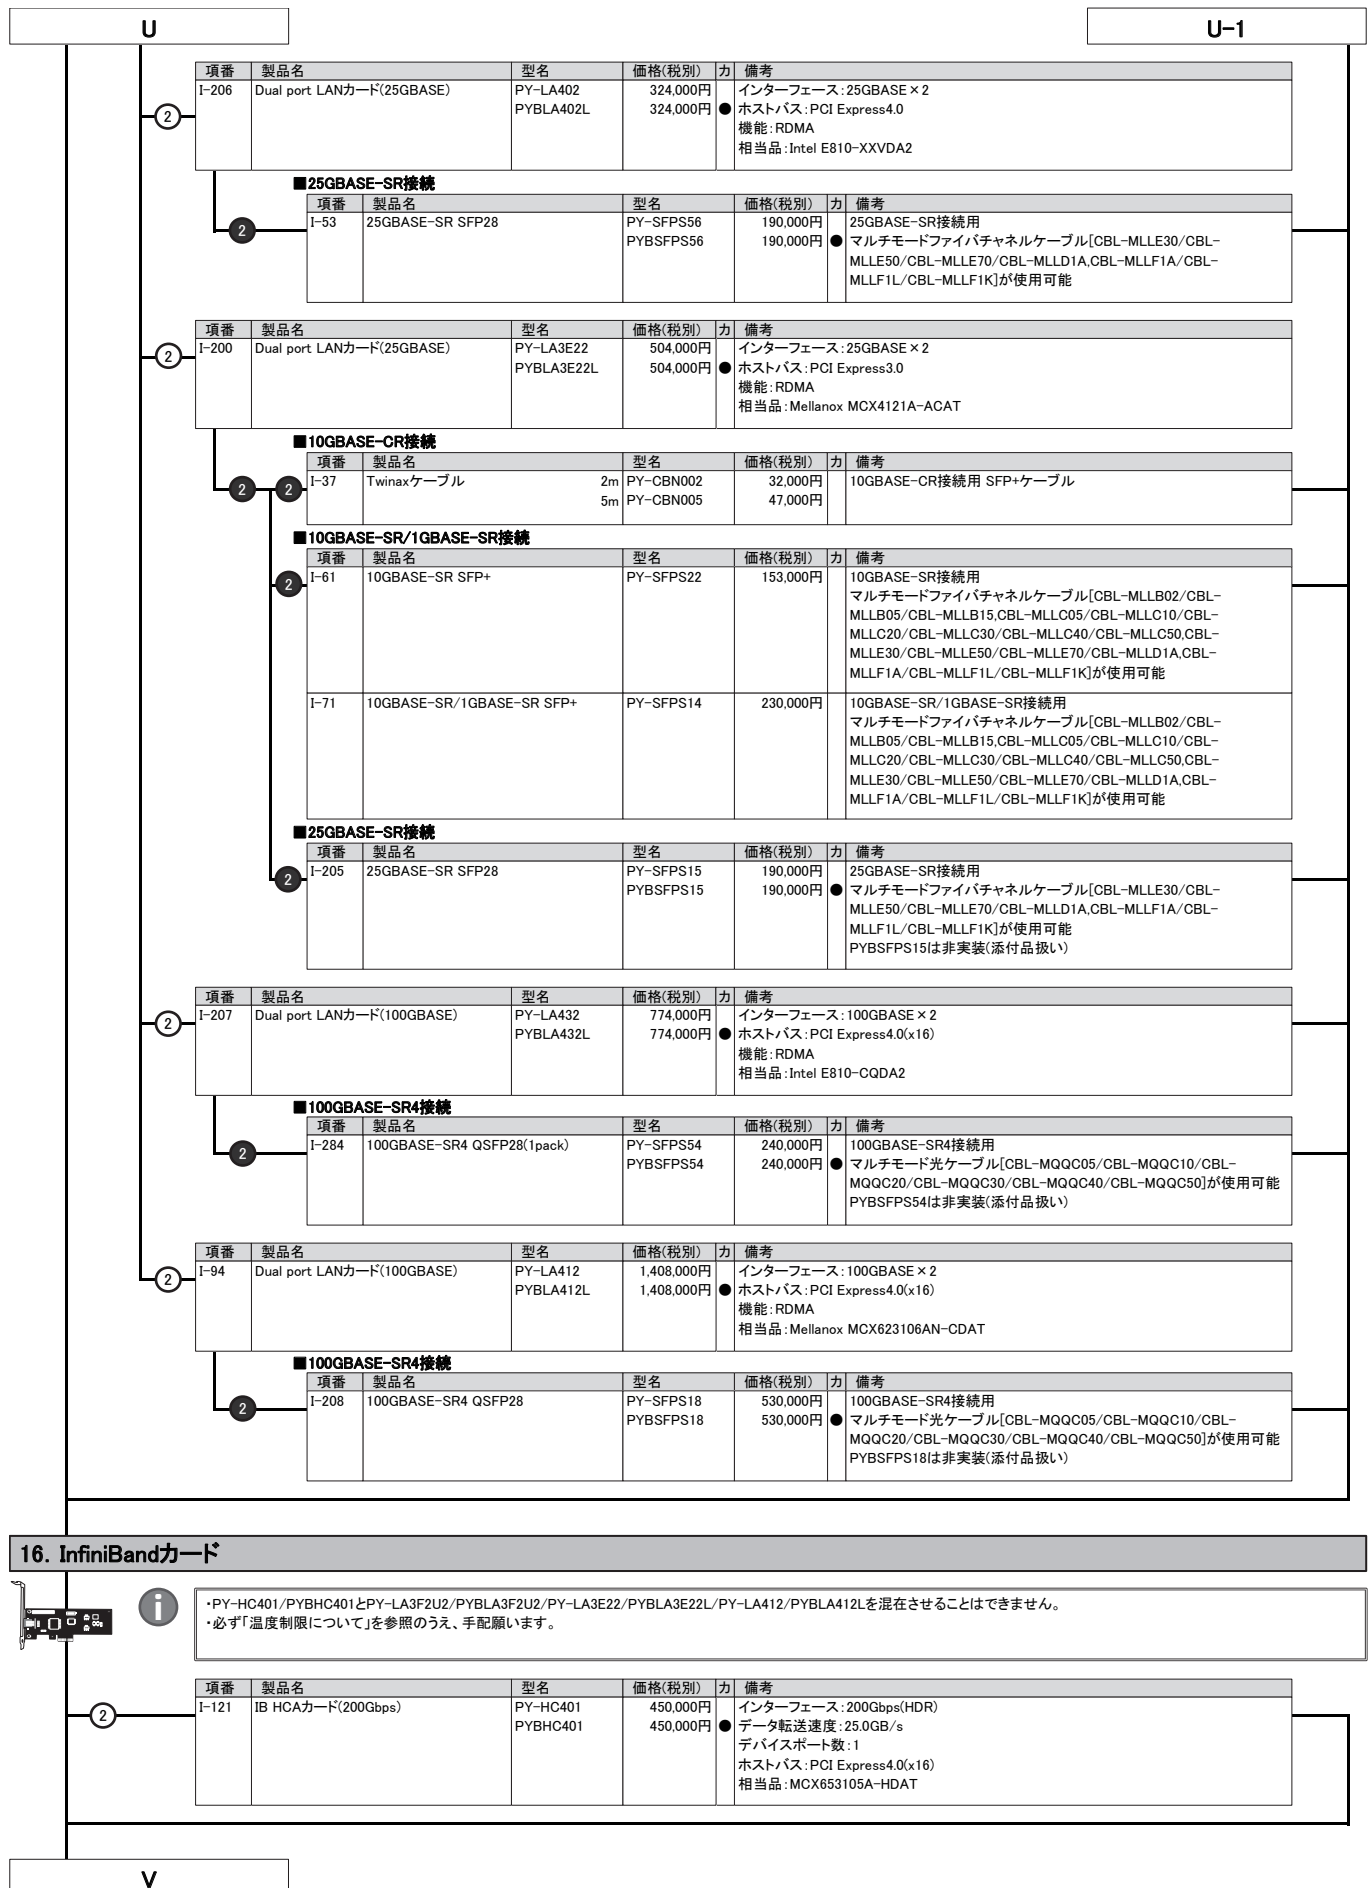 U
U-1
項番 製品名 型名 価格(税別) カ 備考
I-206 Dual port LANカード(25GBASE) PY-LA402 324,000円 インターフェース:25GBASE×2
PYBLA402L 324,000円 ● ホストバス:PCI Express4.0
機能:RDMA
相当品:Intel E810-XXVDA2
2
■25GBASE-SR接続
項番 製品名 型名 価格(税別) カ 備考
I-53 25GBASE-SR SFP28 PY-SFPS56 190,000円 25GBASE-SR接続用
2 PYBSFPS56 190,000円 ● マルチモードファイバチャネルケーブル[CBL-MLLE30/CBL-
MLLE50/CBL-MLLE70/CBL-MLLD1A,CBL-MLLF1A/CBL-
MLLF1L/CBL-MLLF1K]が使用可能
項番 製品名 型名 価格(税別) カ 備考
2 I-200 Dual port LANカード(25GBASE) PY-LA3E22 504,000円 インターフェース:25GBASE×2
PYBLA3E22L 504,000円 ● ホストバス:PCI Express3.0
機能:RDMA
相当品:Mellanox MCX4121A-ACAT
■10GBASE-CR接続
項番 製品名 型名 価格(税別) カ 備考
2 2 I-37 Twinaxケーブル 2m PY-CBN002 32,000円 10GBASE-CR接続用 SFP+ケーブル
5m PY-CBN005 47,000円
■10GBASE-SR/1GBASE-SR接続
項番 製品名 型名 価格(税別) カ 備考
2 I-61 10GBASE-SR SFP+ PY-SFPS22 153,000円 10GBASE-SR接続用
マルチモードファイバチャネルケーブル[CBL-MLLB02/CBL-
MLLB05/CBL-MLLB15,CBL-MLLC05/CBL-MLLC10/CBL-
MLLC20/CBL-MLLC30/CBL-MLLC40/CBL-MLLC50,CBL-
MLLE30/CBL-MLLE50/CBL-MLLE70/CBL-MLLD1A,CBL-
MLLF1A/CBL-MLLF1L/CBL-MLLF1K]が使用可能
I-71 10GBASE-SR/1GBASE-SR SFP+ PY-SFPS14 230,000円 10GBASE-SR/1GBASE-SR接続用
マルチモードファイバチャネルケーブル[CBL-MLLB02/CBL-
MLLB05/CBL-MLLB15,CBL-MLLC05/CBL-MLLC10/CBL-
MLLC20/CBL-MLLC30/CBL-MLLC40/CBL-MLLC50,CBL-
MLLE30/CBL-MLLE50/CBL-MLLE70/CBL-MLLD1A,CBL-
MLLF1A/CBL-MLLF1L/CBL-MLLF1K]が使用可能
■25GBASE-SR接続
項番 製品名 型名 価格(税別) カ 備考
2 I-205 25GBASE-SR SFP28 PY-SFPS15 190,000円 25GBASE-SR接続用
PYBSFPS15 190,000円 ● マルチモードファイバチャネルケーブル[CBL-MLLE30/CBL-
MLLE50/CBL-MLLE70/CBL-MLLD1A,CBL-MLLF1A/CBL-
MLLF1L/CBL-MLLF1K]が使用可能
PYBSFPS15は非実装(添付品扱い)
項番 製品名 型名 価格(税別) カ 備考
2 I-207 Dual port LANカード(100GBASE) PY-LA432 774,000円 インターフェース:100GBASE×2
PYBLA432L 774,000円 ● ホストバス:PCI Express4.0(x16)
機能:RDMA
相当品:Intel E810-CQDA2
■100GBASE-SR4接続
項番 製品名 型名 価格(税別) カ 備考
2 I-284 100GBASE-SR4 QSFP28(1pack) PY-SFPS54 240,000円 100GBASE-SR4接続用
PYBSFPS54 240,000円 ● マルチモード光ケーブル[CBL-MQQC05/CBL-MQQC10/CBL-
MQQC20/CBL-MQQC30/CBL-MQQC40/CBL-MQQC50]が使用可能
PYBSFPS54は非実装(添付品扱い)
項番 製品名 型名 価格(税別) カ 備考
2 I-94 Dual port LANカード(100GBASE) PY-LA412 1,408,000円 インターフェース:100GBASE×2
PYBLA412L 1,408,000円 ● ホストバス:PCI Express4.0(x16)
機能:RDMA
相当品:Mellanox MCX623106AN-CDAT
■100GBASE-SR4接続
項番 製品名 型名 価格(税別) カ 備考
2 I-208 100GBASE-SR4 QSFP28 PY-SFPS18 530,000円 100GBASE-SR4接続用
PYBSFPS18 530,000円 ● マルチモード光ケーブル[CBL-MQQC05/CBL-MQQC10/CBL-
MQQC20/CBL-MQQC30/CBL-MQQC40/CBL-MQQC50]が使用可能
PYBSFPS18は非実装(添付品扱い)
16. InfiniBandカード
i
・PY-HC401/PYBHC401とPY-LA3F2U2/PYBLA3F2U2/PY-LA3E22/PYBLA3E22L/PY-LA412/PYBLA412Lを混在させることはできません。
・必ず「温度制限について」を参照のうえ、手配願います。
項番 製品名 型名 価格(税別) カ 備考
2 I-121 IB HCAカード(200Gbps) PY-HC401 450,000円 インターフェース:200Gbps(HDR)
PYBHC401 450,000円 ● データ転送速度:25.0GB/s
デバイスポート数:1
ホストバス:PCI Express4.0(x16)
相当品:MCX653105A-HDAT
V